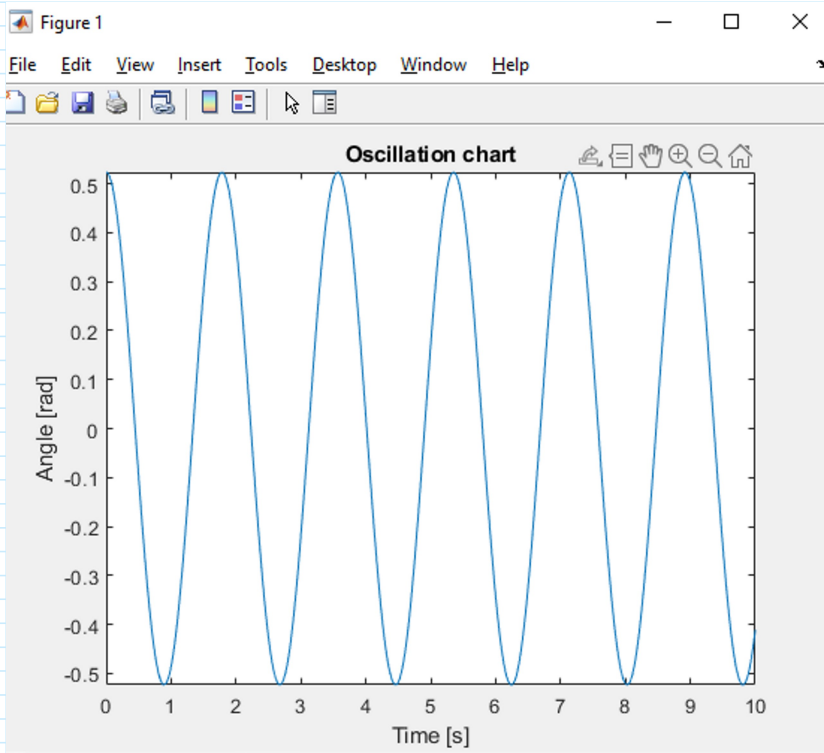 Figure 1
File Edit View Insert Tools Desktop Window Help
Oscillation chart
0.5
0.4
0.3
0.2
0.1
0
-0.1
-0.2
-0.3
-0.4
-0.5
Angle [rad]
0 1 2 3 4 5 6 7 8 9 10
Time [s]